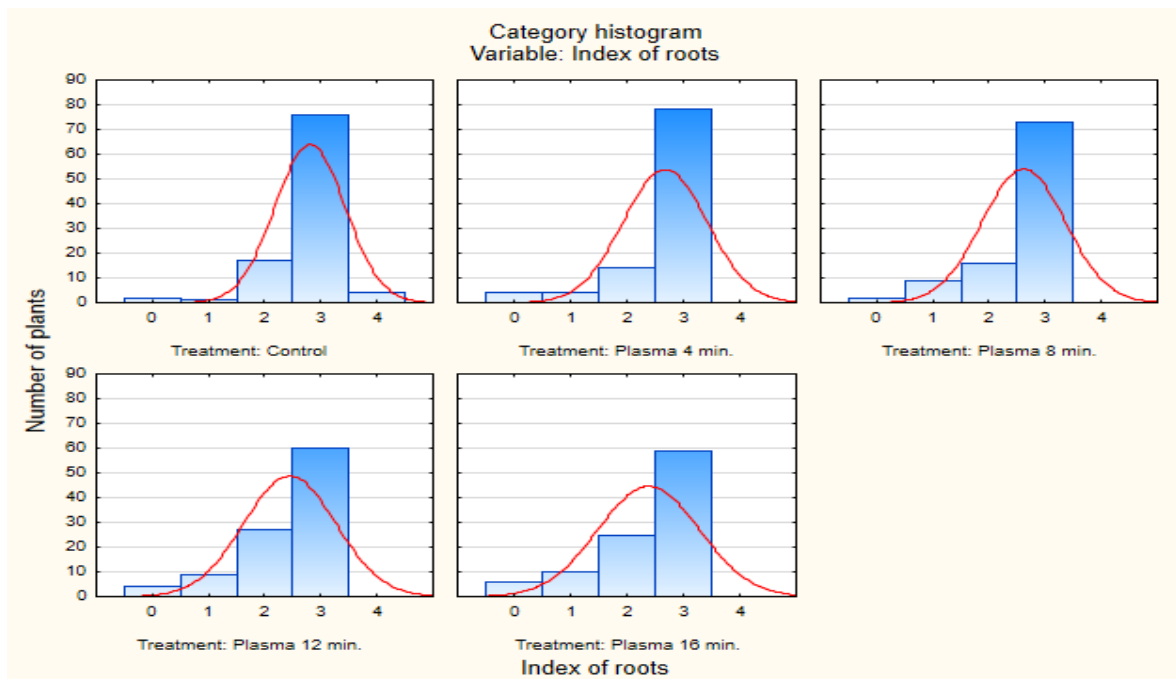 Category histogram
Variable: Index of roots
Number of plants
90
80
70
60
50
40
30
20
10
0
0 1 2 3 4
Treatment: Control
0 1 2 3 4
Treatment: Plasma 4 min.
0 1 2 3 4
Treatment: Plasma 8 min.
90
80
70
60
50
40
30
20
10
0
0 1 2 3 4
Treatment: Plasma 12 min.
0 1 2 3 4
Treatment: Plasma 16 min.
Index of roots